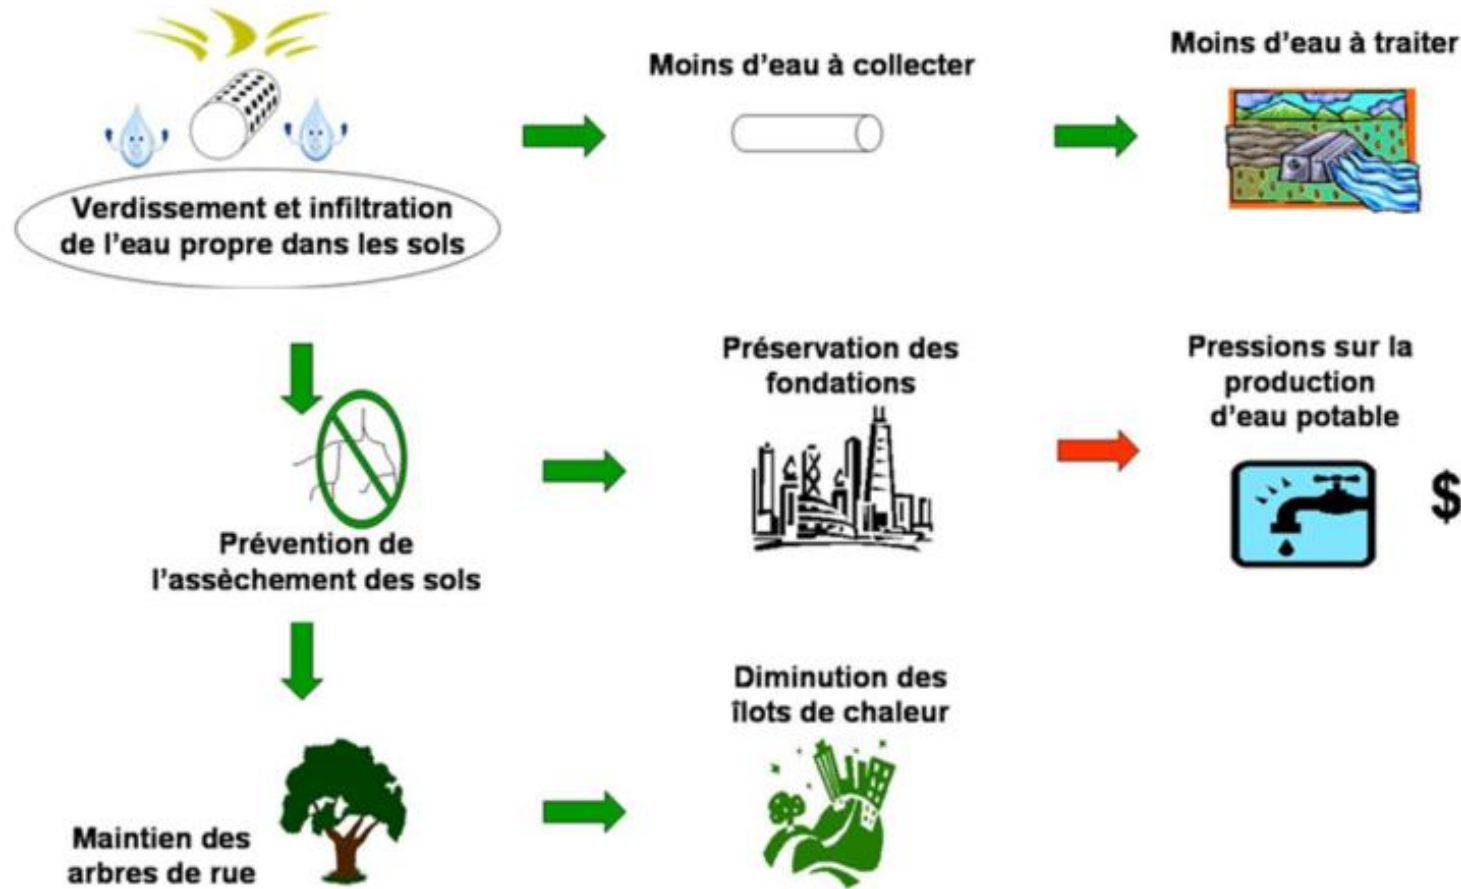 Moins d'eau à collecter
Moins d'eau à traiter
Verdissement et infiltration
de l'eau propre dans les sols
Préservation des
fondations
Pressions sur la
production
d'eau potable
$
Prévention de
l'assèchement des sols
Diminution des
îlots de chaleur
Maintien des
arbres de rue